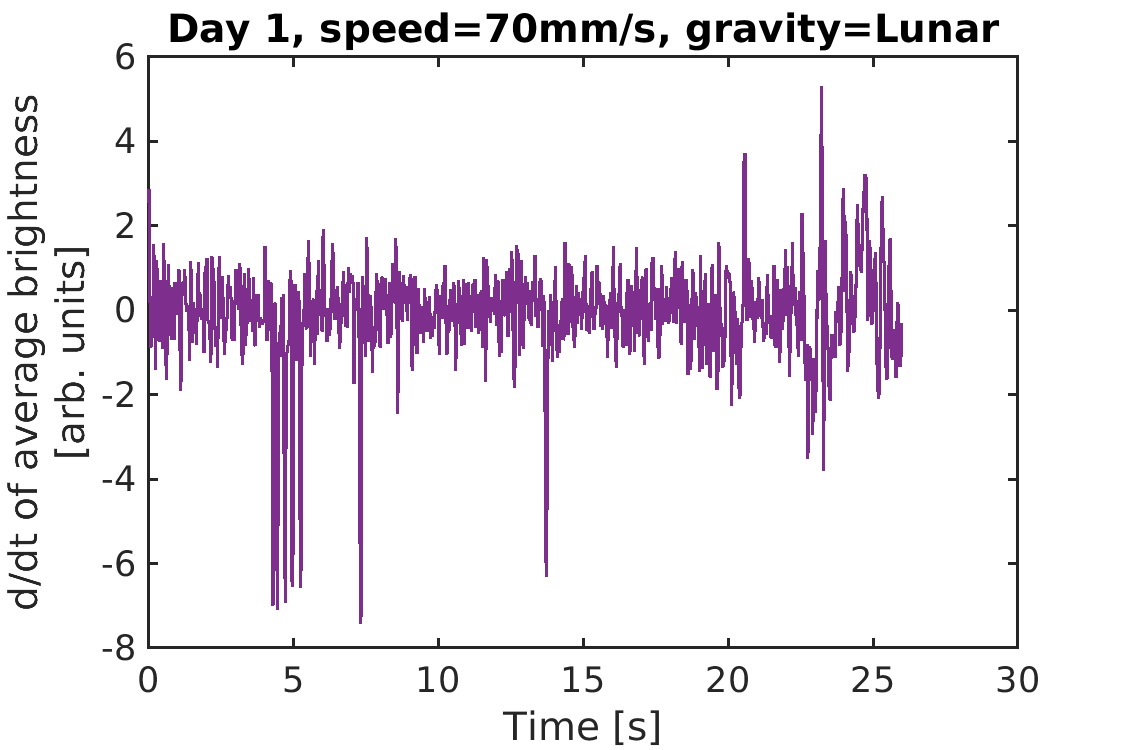 Day 1, speed=70mm/s, gravity=Lunar
d/dt of average brightness
[arb. units]
6
4
2
0
-2
-4
-6
-8
0 5 10 15 20 25 30
Time [s]